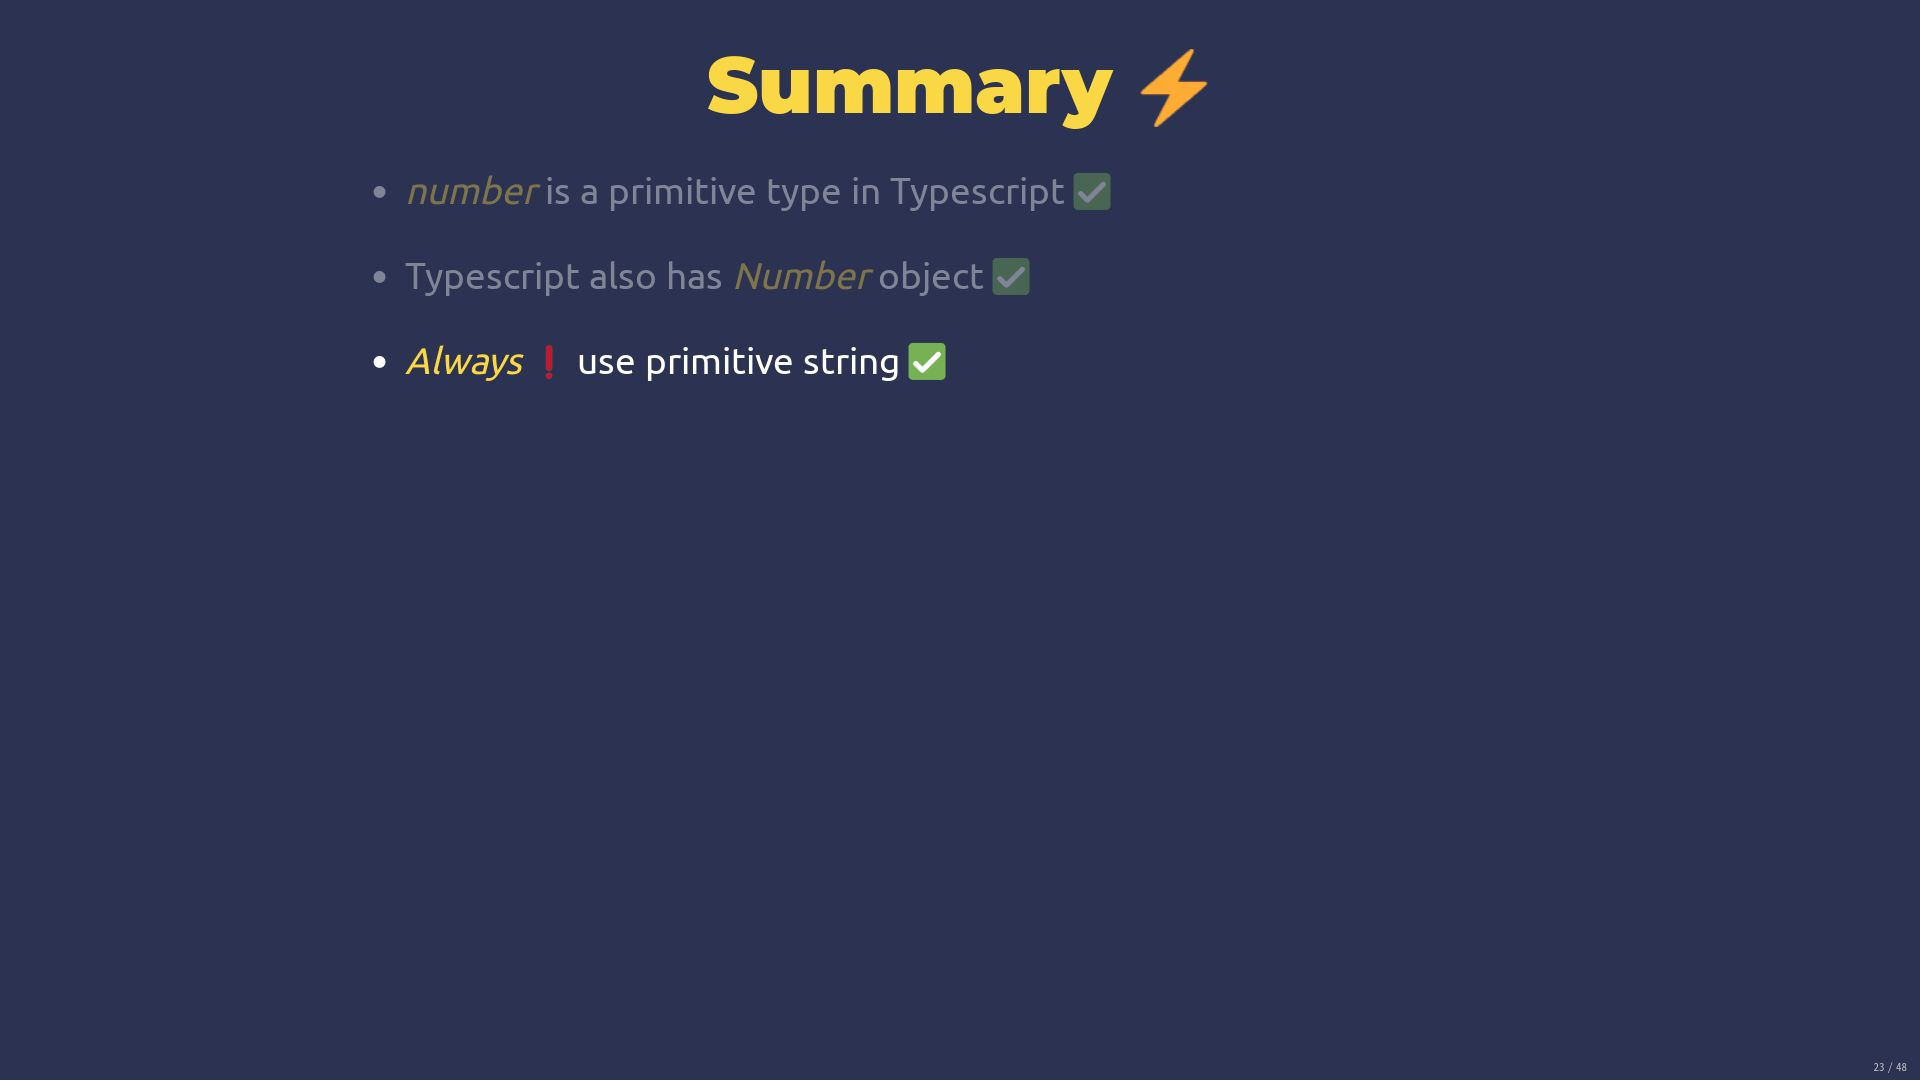 Summary ⚡
• number is a primitive type in Typescript ✅
• Typescript also has Number object ✅
• Always ❗ use primitive string ✅
23 / 48